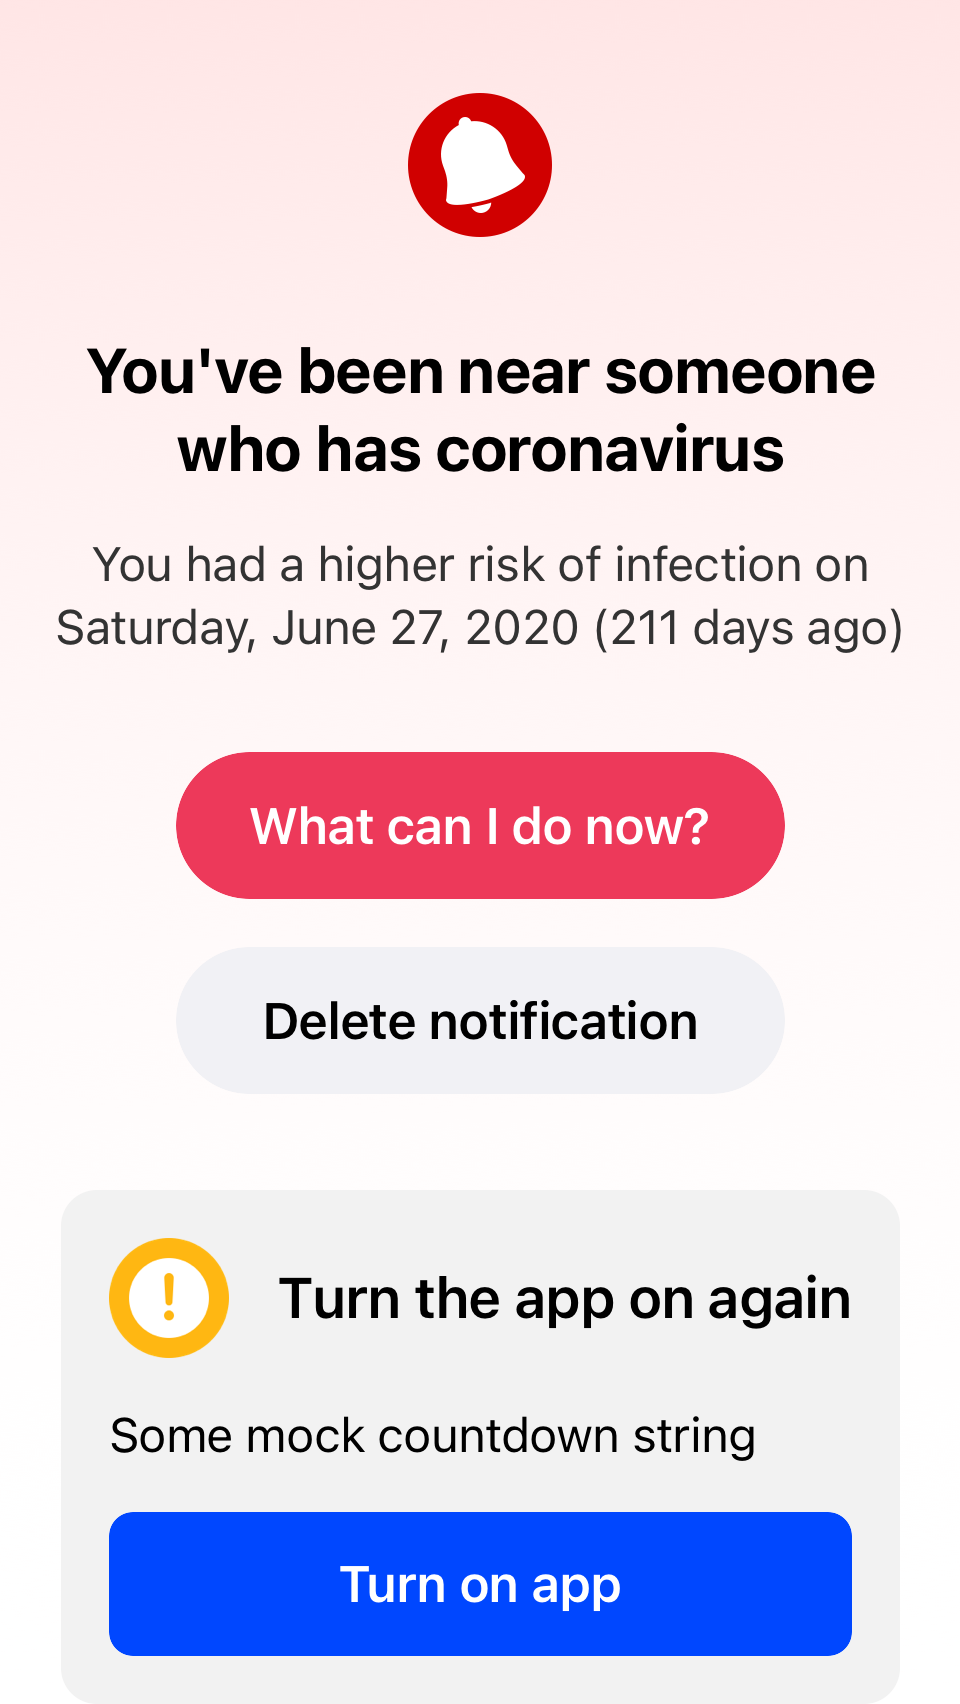 You've been near someone
who has coronavirus
You had a higher risk of infection on
Saturday, June 27, 2020 (211 days ago)
What can I do now?
Delete notification
Turn the app on again
Some mock countdown string
Turn on app